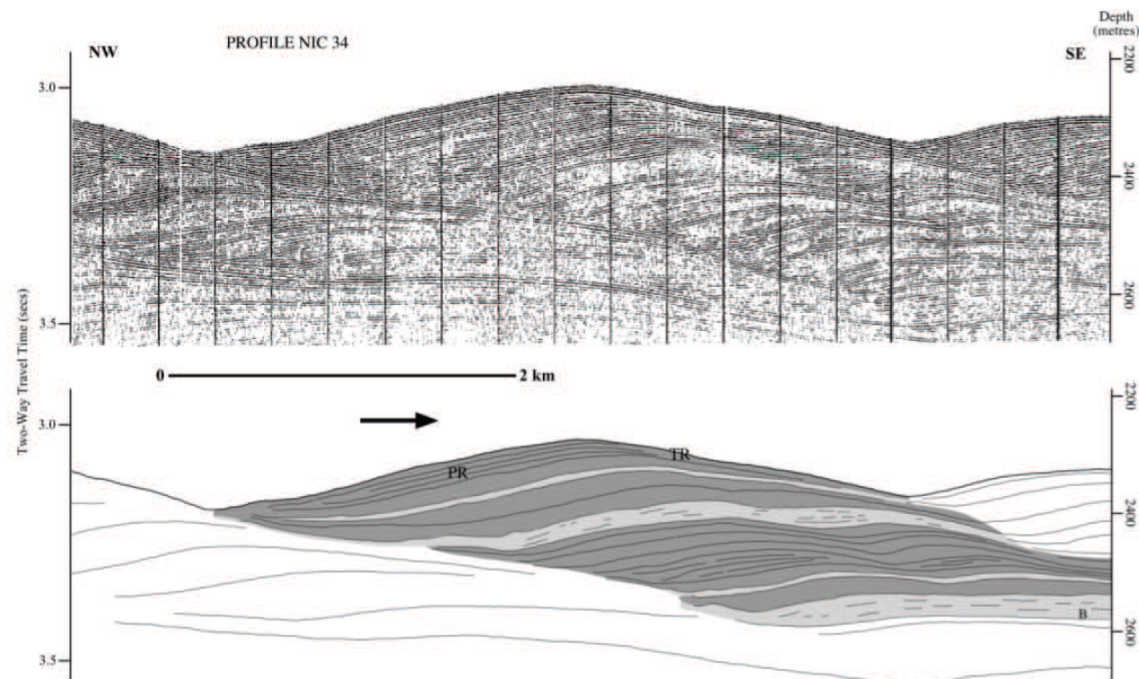 PROFILE NIC 34
Depth
(metres)
NW
SE
2200
3.0
2400
2600
3.5
Two-Way Travel Time (secs)
0
2 km
2200
3.0
TR
PR
2400
B
2600
3.5